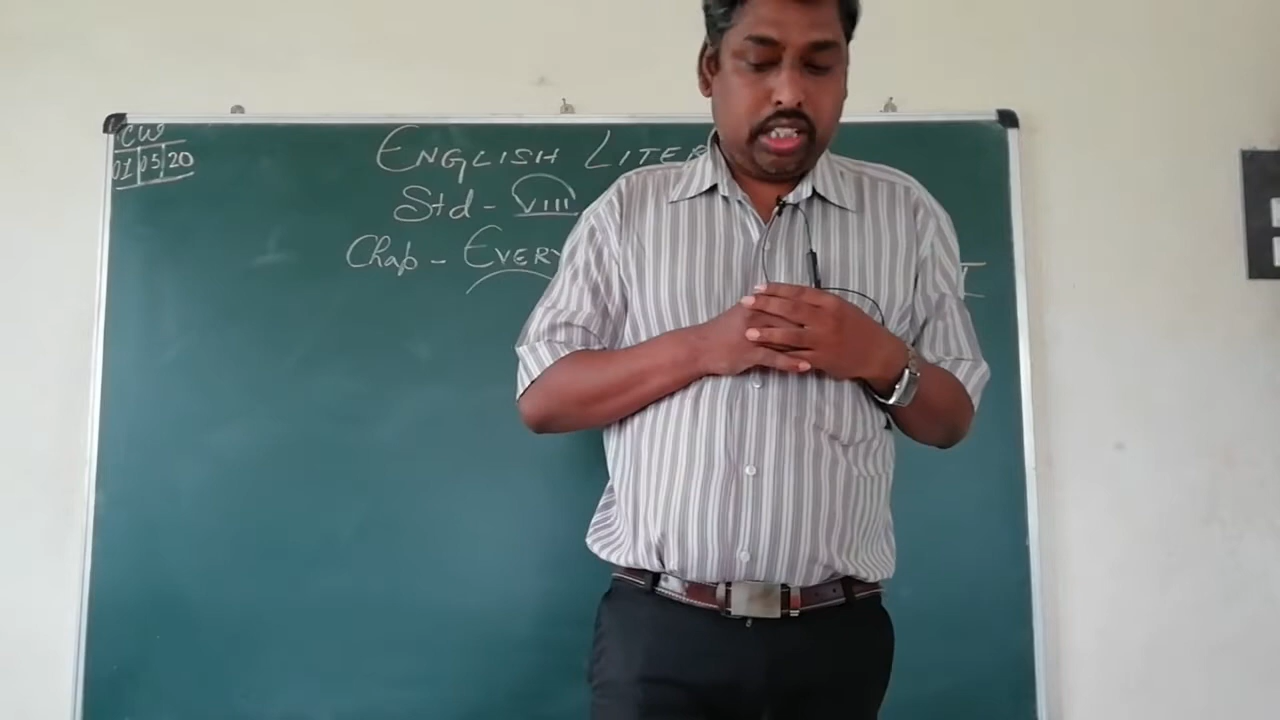 CW
01 05 20
ENGLISH LITER
Std - VIII
Chap - EVERY